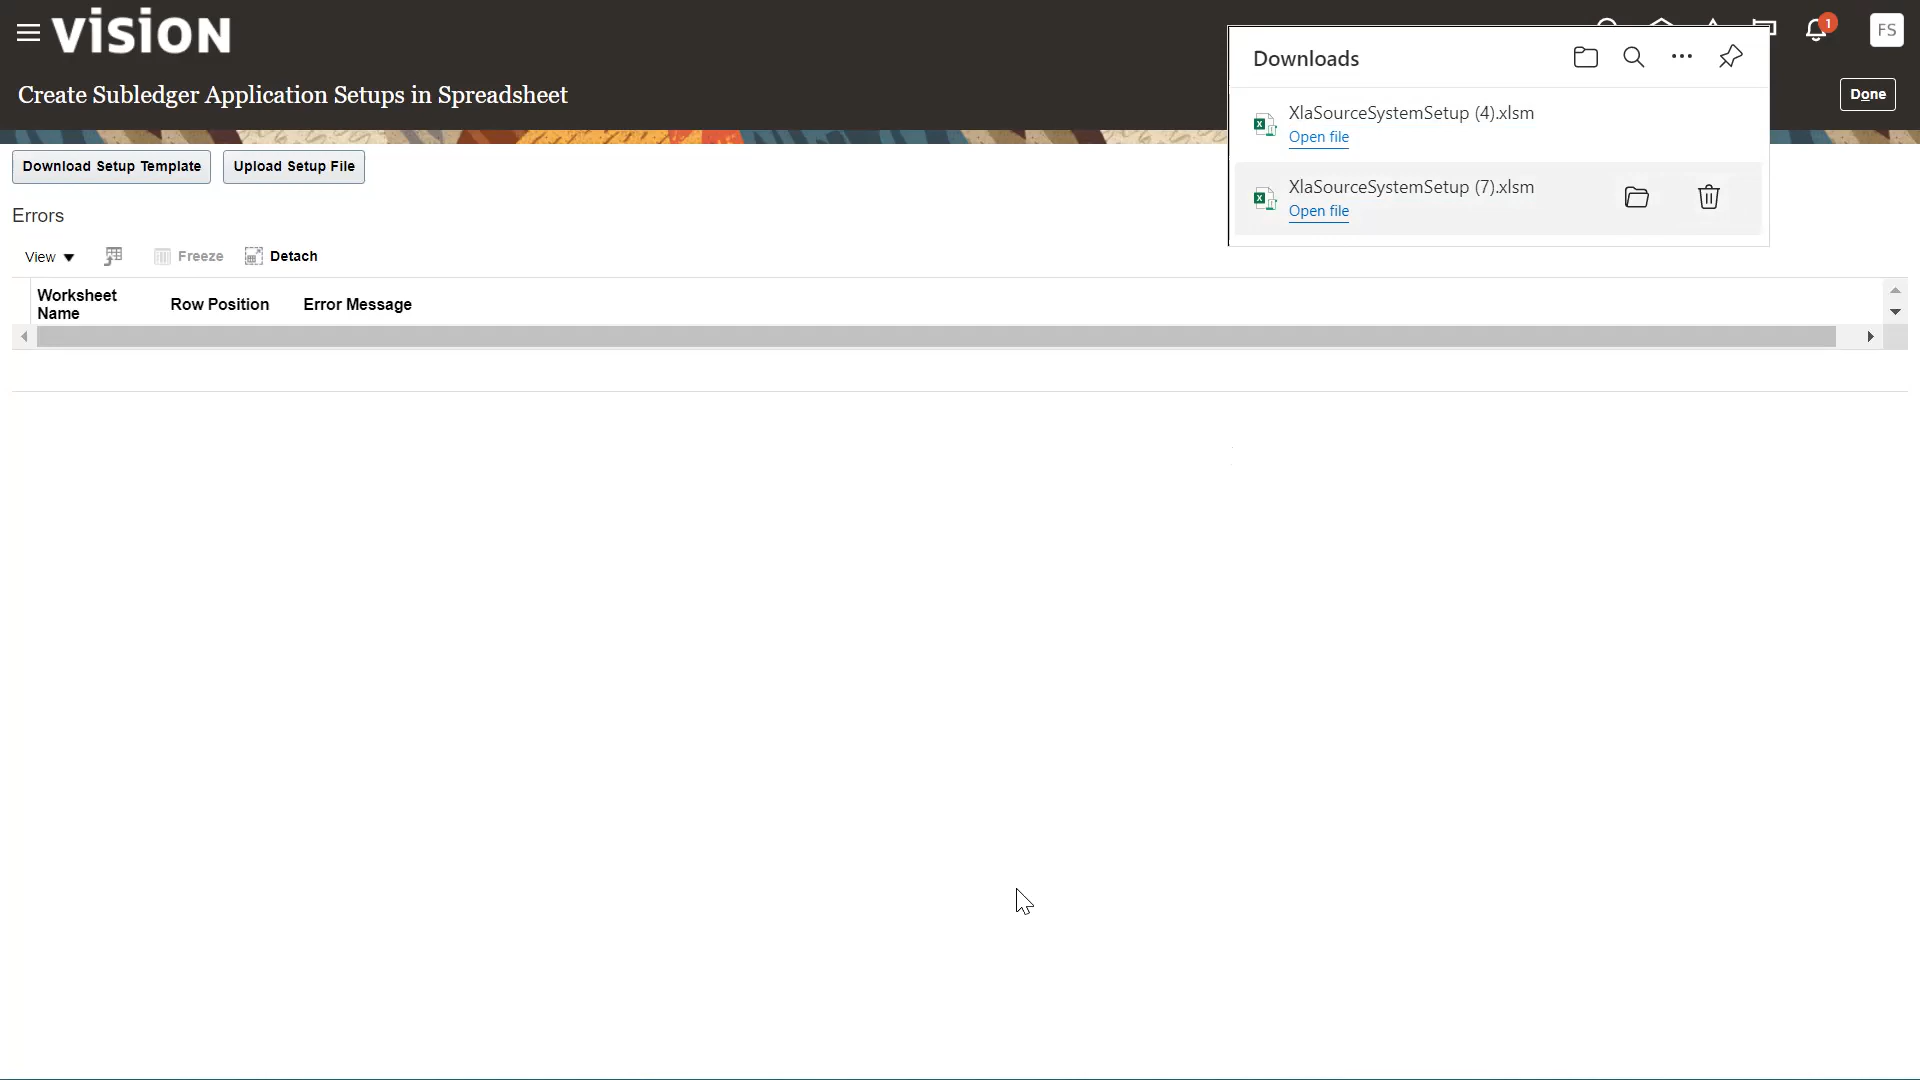 vision
1
FS
Create Subledger Application Setups in Spreadsheet
Done
Downloads
XlaSourceSystemSetup (4).xlsm
Open file
XlaSourceSystemSetup (7).xlsm
Open file
Download Setup Template
Upload Setup File
Errors
View
Freeze
Detach
Worksheet
Name
Row Position
Error Message